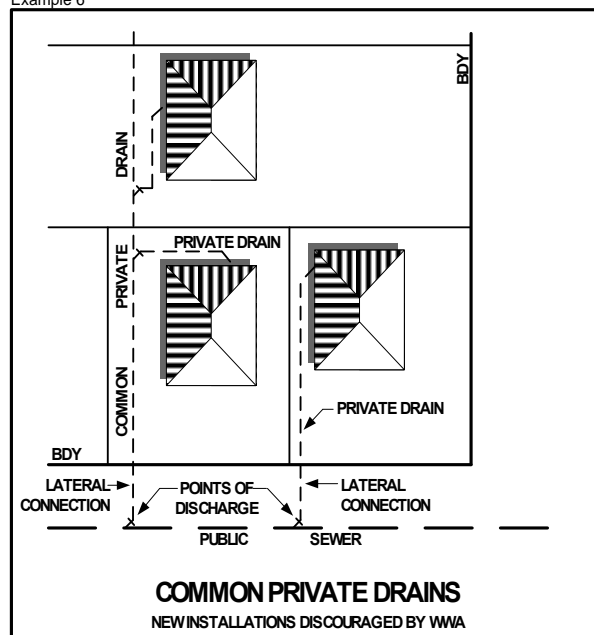 Example 6
BDY
DRAIN
PRIVATE DRAIN
PRIVATE
COMMON
PRIVATE DRAIN
BDY
LATERAL
CONNECTION
POINTS OF
DISCHARGE
LATERAL
CONNECTION
PUBLIC SEWER
COMMON PRIVATE DRAINS
NEW INSTALLATIONS DISCOURAGED BY WWA